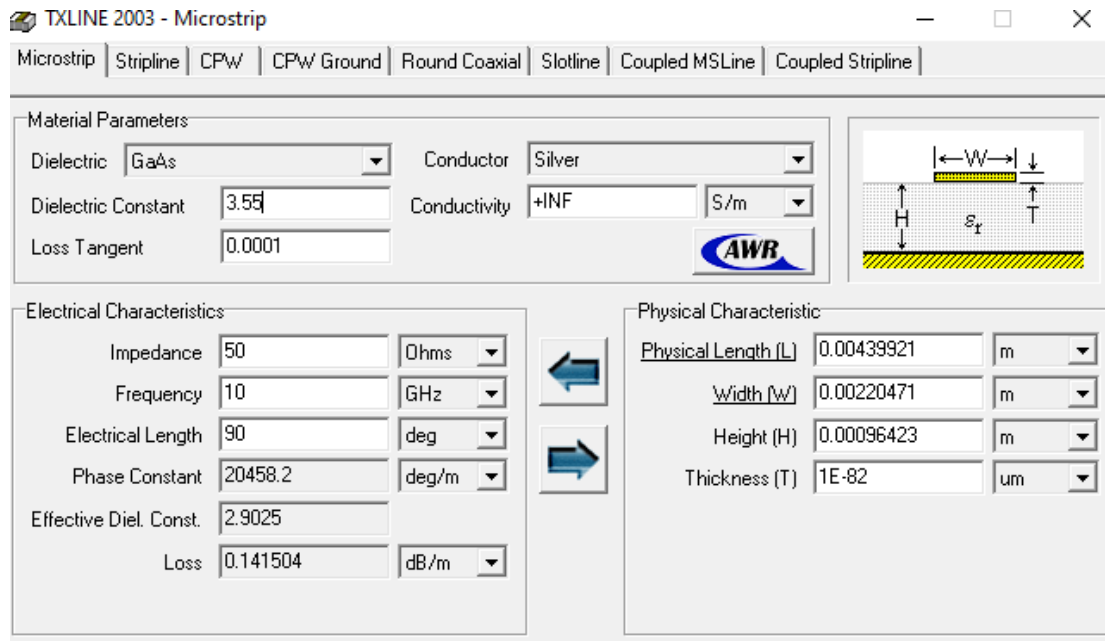 TXLINE 2003 - Microstrip
Microstrip Stripline CPW CPW Ground Round Coaxial Slotline Coupled MSLine Coupled Stripline
Material Parameters
Dielectric GaAs Conductor Silver
Dielectric Constant 3.55 Conductivity +INF S/m
Loss Tangent 0.0001
AWR
W
H
εr
T
Electrical Characteristics
Impedance 50 Ohms
Frequency 10 GHz
Electrical Length 90 deg
Phase Constant 20458.2 deg/m
Effective Diel. Const. 2.9025
Loss 0.141504 dB/m
Physical Characteristic
Physical Length (L) 0.00439921 m
Width (W) 0.00220471 m
Height (H) 0.00096423 m
Thickness (T) 1E-82 um